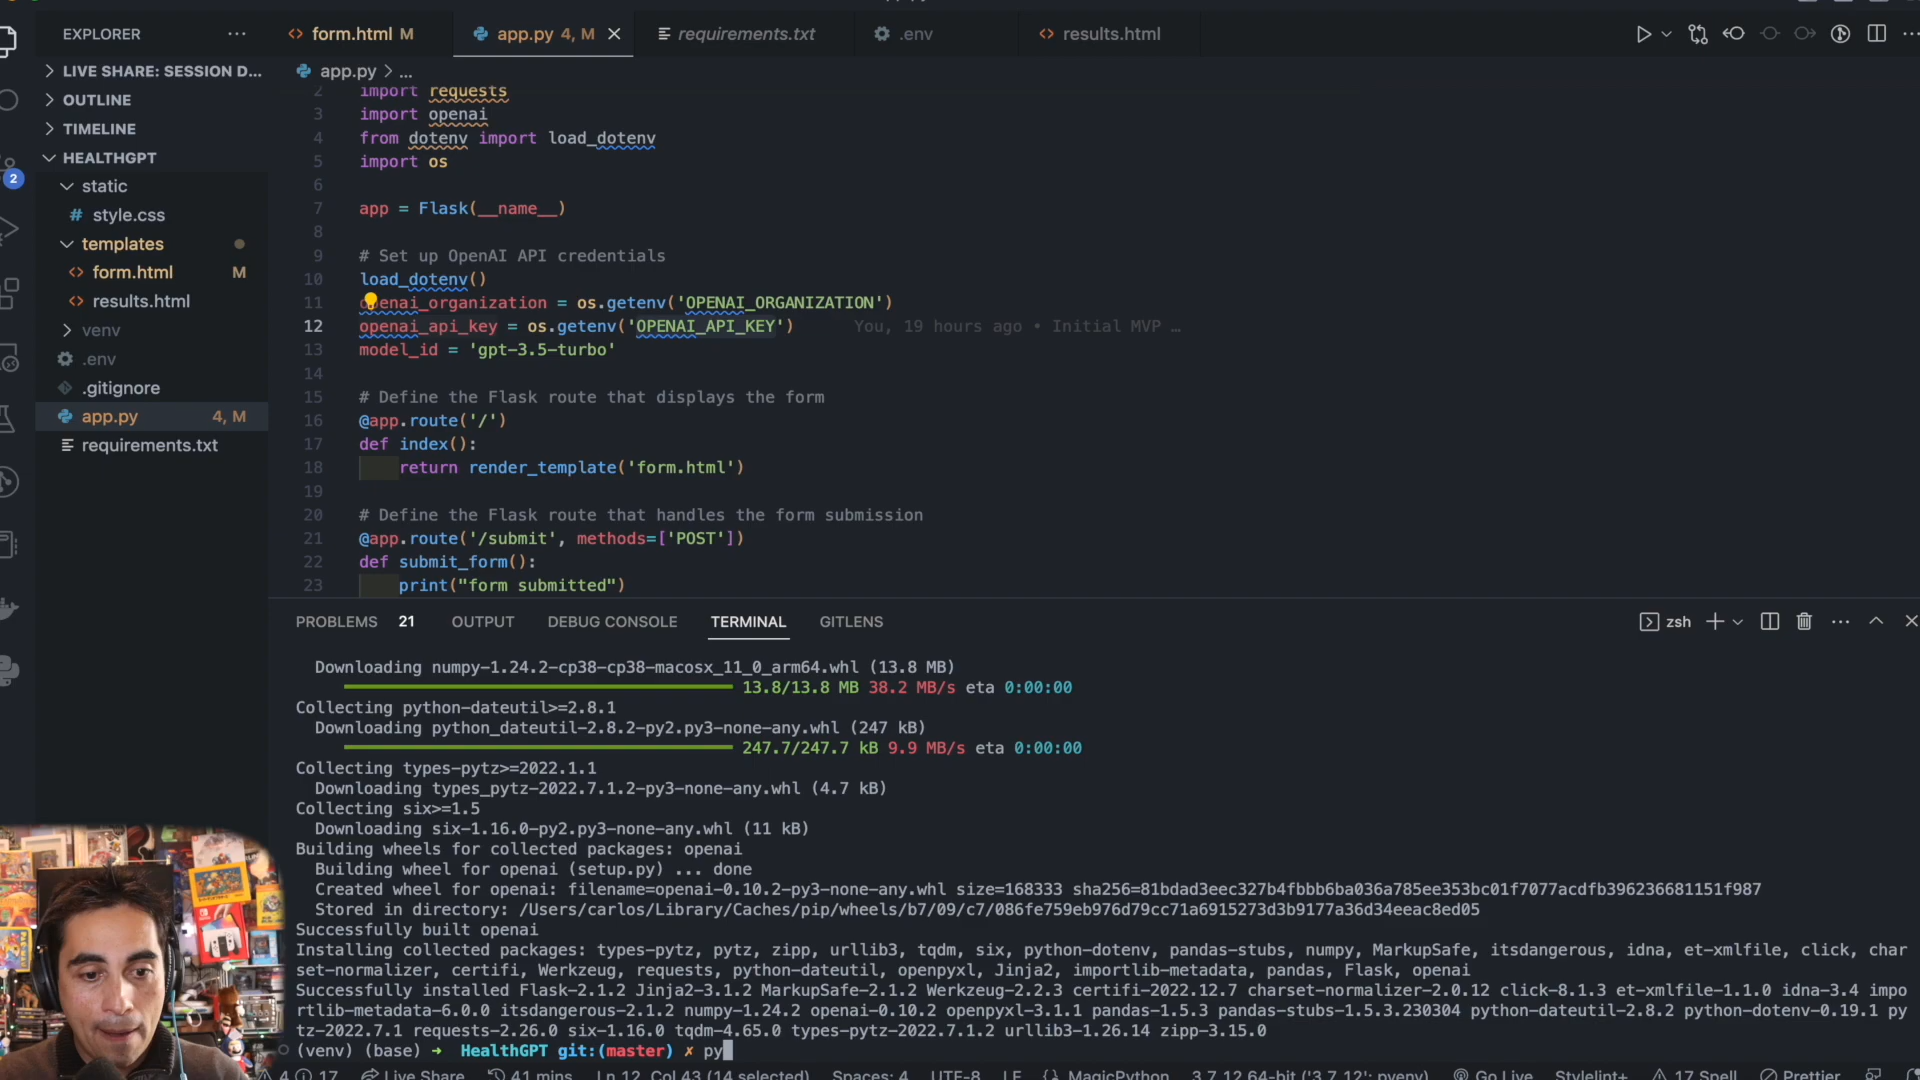 EXPLORER
form.html M
app.py 4, M
requirements.txt
.env
results.html
LIVE SHARE: SESSION D...
OUTLINE
TIMELINE
HEALTHGPT
static
# style.css
templates
form.html M
results.html
venv
.env
.gitignore
app.py 4, M
requirements.txt
2
app.py > ...
2 import requests
3 import openai
4 from dotenv import load_dotenv
5 import os
6
7 app = Flask(__name__)
8
9 # Set up OpenAI API credentials
10 load_dotenv()
11 openai_organization = os.getenv('OPENAI_ORGANIZATION')
12 openai_api_key = os.getenv('OPENAI_API_KEY') You, 19 hours ago • Initial MVP …
13 model_id = 'gpt-3.5-turbo'
14
15 # Define the Flask route that displays the form
16 @app.route('/')
17 def index():
18 return render_template('form.html')
19
20 # Define the Flask route that handles the form submission
21 @app.route('/submit', methods=['POST'])
22 def submit_form():
23 print("form submitted")
PROBLEMS 21 OUTPUT DEBUG CONSOLE TERMINAL GITLENS
zsh
Downloading numpy-1.24.2-cp38-cp38-macosx_11_0_arm64.whl (13.8 MB)
13.8/13.8 MB 38.2 MB/s eta 0:00:00
Collecting python-dateutil>=2.8.1
Downloading python_dateutil-2.8.2-py2.py3-none-any.whl (247 kB)
247.7/247.7 kB 9.9 MB/s eta 0:00:00
Collecting types-pytz>=2022.1.1
Downloading types_pytz-2022.7.1.2-py3-none-any.whl (4.7 kB)
Collecting six>=1.5
Downloading six-1.16.0-py2.py3-none-any.whl (11 kB)
Building wheels for collected packages: openai
Building wheel for openai (setup.py) ... done
Created wheel for openai: filename=openai-0.10.2-py3-none-any.whl size=168333 sha256=81bdad3eec327b4fbbb6ba036a785ee353bc01f7077acdfb396236681151f987
Stored in directory: /Users/carlos/Library/Caches/pip/wheels/b7/09/c7/086fe759eb976d79cc71a6915273d3b9177a36d34eeac8ed05
Successfully built openai
Installing collected packages: types-pytz, pytz, zipp, urllib3, tqdm, six, python-dotenv, pandas-stubs, numpy, MarkupSafe, itsdangerous, idna, et-xmlfile, click, char
set-normalizer, certifi, Werkzeug, requests, python-dateutil, openpyxl, Jinja2, importlib-metadata, pandas, Flask, openai
Successfully installed Flask-2.1.2 Jinja2-3.1.2 MarkupSafe-2.1.2 Werkzeug-2.2.3 certifi-2022.12.7 charset-normalizer-2.0.12 click-8.1.3 et-xmlfile-1.1.0 idna-3.4 impo
rtlib-metadata-6.0.0 itsdangerous-2.1.2 numpy-1.24.2 openai-0.10.2 openpyxl-3.1.1 pandas-1.5.3 pandas-stubs-1.5.3.230304 python-dateutil-2.8.2 python-dotenv-0.19.1 py
tz-2022.7.1 requests-2.26.0 six-1.16.0 tqdm-4.65.0 types-pytz-2022.7.1.2 urllib3-1.26.14 zipp-3.15.0
(venv) (base) ➜ HealthGPT git:(master) ✗ py
4 17 Live Share 41 mins Ln 12, Col 43 (14 selected) Spaces: 4 UTF-8 LF MagicPython 3.7.12 64-bit ('3.7.12': pyenv) Go Live Stylelint+ 17 Spell Prettier